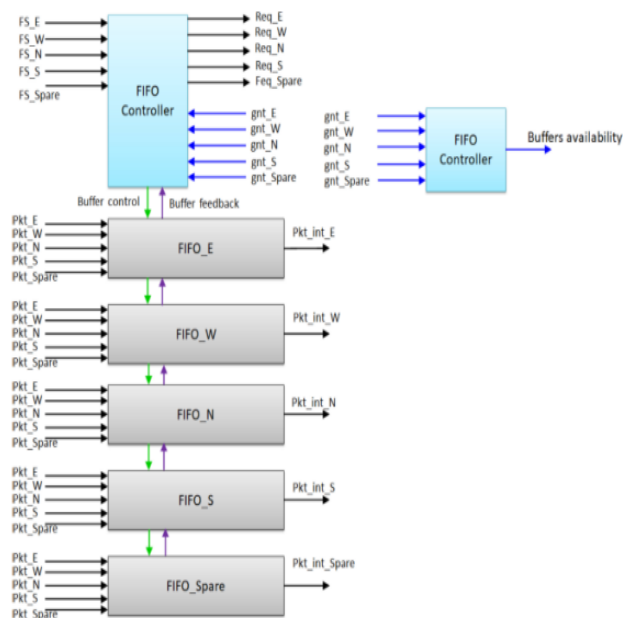 FS_E
FS_W
FS_N
FS_S
FS_Spare
FIFO
Controller
Req_E
Req_W
Req_N
Req_S
Feq_Spare
gnt_E
gnt_W
gnt_N
gnt_S
gnt_Spare
gnt_E
gnt_W
gnt_N
gnt_S
gnt_Spare
FIFO
Controller
Buffers availability
Buffer control
Buffer feedback
Pkt_E
Pkt_W
Pkt_N
Pkt_S
Pkt_Spare
FIFO_E
Pkt_int_E
Pkt_E
Pkt_W
Pkt_N
Pkt_S
Pkt_Spare
FIFO_W
Pkt_int_W
Pkt_E
Pkt_W
Pkt_N
Pkt_S
Pkt_Spare
FIFO_N
Pkt_int_N
Pkt_E
Pkt_W
Pkt_N
Pkt_S
Pkt_Spare
FIFO_S
Pkt_int_S
Pkt_E
Pkt_W
Pkt_N
Pkt_S
Pkt_Spare
FIFO_Spare
Pkt_int_Spare